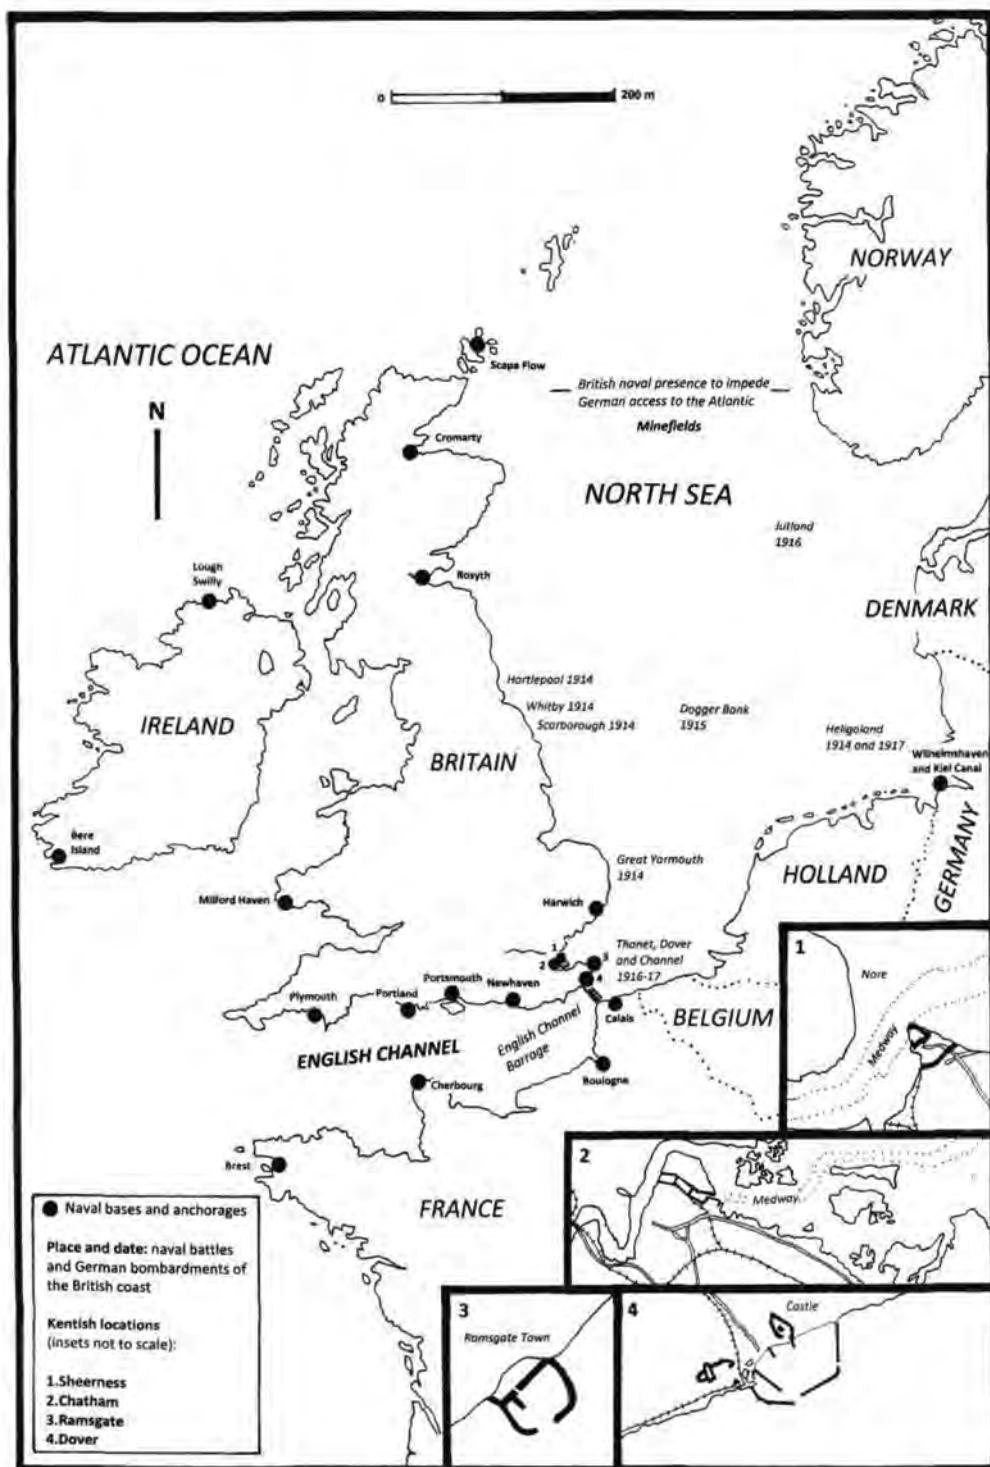 0
200 m
NORWAY
ATLANTIC OCEAN
Scapa Flow
British naval presence to impede
German access to the Atlantic
Minefields
N
Cromarty
NORTH SEA
Jutland
1916
Lough
Swilly
Rosyth
DENMARK
Hartlepool 1914
Whitby 1914
Scarborough 1914
Dogger Bank
1915
Heligoland
1914 and 1917
IRELAND
BRITAIN
Wilhelmshaven
and Kiel Canal
Bere
Island
Great Yarmouth
1914
HOLLAND
GERMANY
Milford Haven
Harwich
1
2
3
4
Thanet, Dover
and Channel
1916-17
Plymouth
Portland
Portsmouth
Newhaven
Calais
BELGIUM
ENGLISH CHANNEL
English Channel
Barrage
Boulogne
Cherbourg
Brest
FRANCE
1
Nore
Medway
2
Medway
3
Ramsgate Town
4
Castle
Naval bases and anchorages
Place and date: naval battles
and German bombardments of
the British coast
Kentish locations
(insets not to scale):
1.Sheerness
2.Chatham
3.Ramsgate
4.Dover